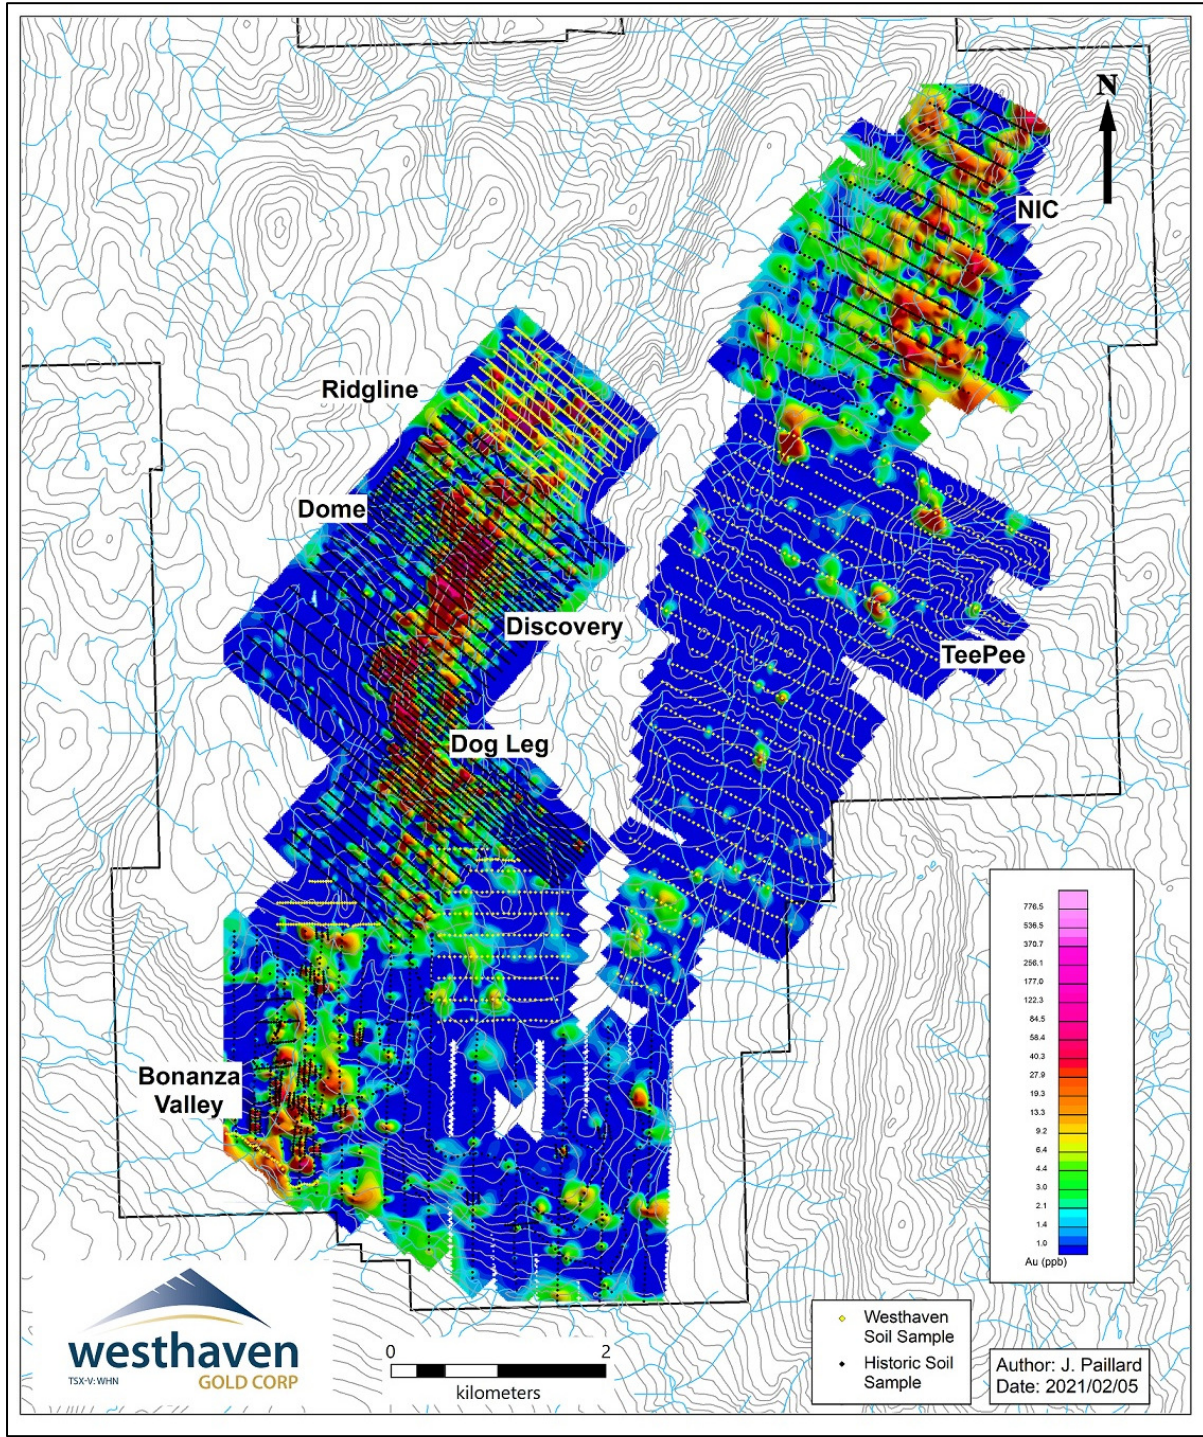 N
NIC
Ridgline
Dome
Discovery
TeePee
Dog Leg
Bonanza
Valley
776.5
536.5
370.7
256.1
177.0
122.3
84.5
58.4
40.3
27.9
19.3
13.3
9.2
6.4
4.4
3.0
2.1
1.4
1.0
Au (ppb)
westhaven
TSX-V: WHN
GOLD CORP
0
2
kilometers
Westhaven
Soil Sample
Historic Soil
Sample
Author: J. Paillard
Date: 2021/02/05